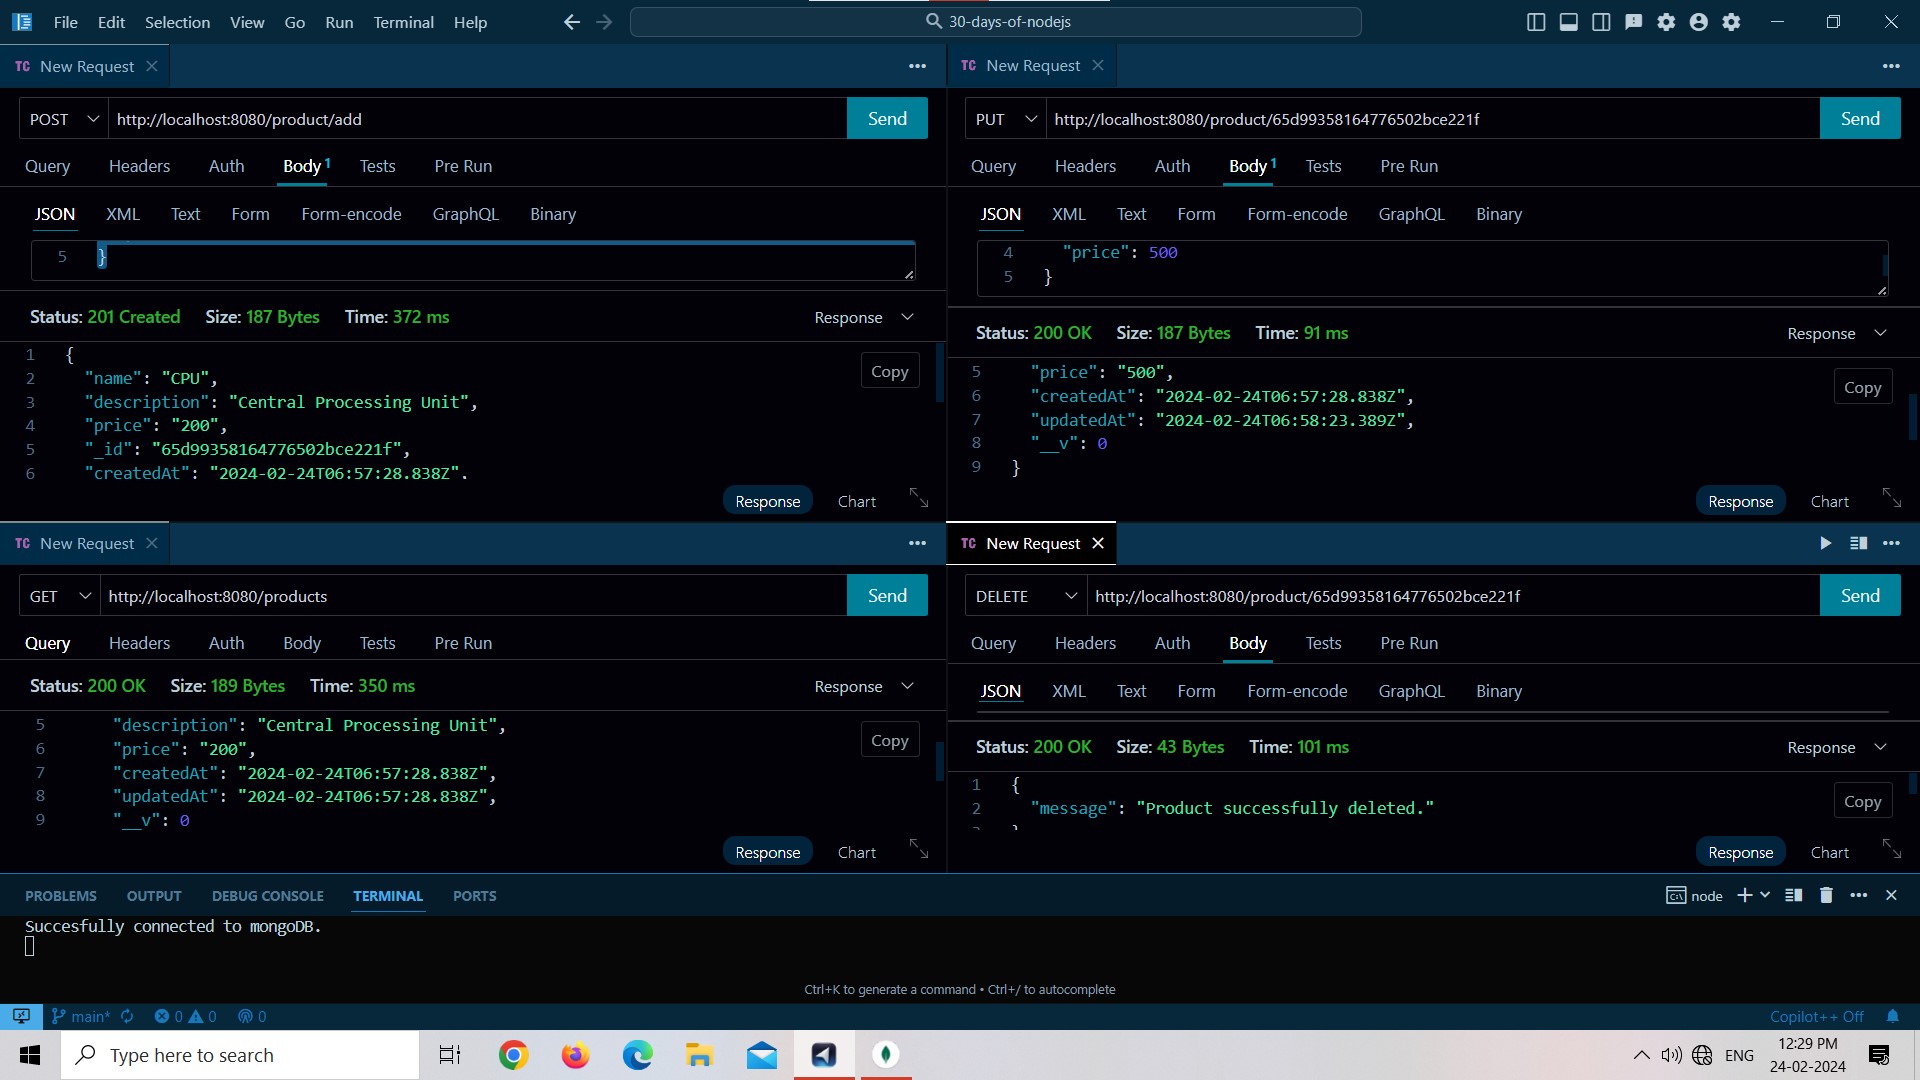 File Edit Selection View Go Run Terminal Help
30-days-of-nodejs
TC New Request
POST http://localhost:8080/product/add Send
Query Headers Auth Body 1 Tests Pre Run
JSON XML Text Form Form-encode GraphQL Binary
5 }
Status: 201 Created Size: 187 Bytes Time: 372 ms Response
1 {
2 "name": "CPU",
3 "description": "Central Processing Unit",
4 "price": "200",
5 "_id": "65d99358164776502bce221f",
6 "createdAt": "2024-02-24T06:57:28.838Z",
Copy
Response Chart
TC New Request
PUT http://localhost:8080/product/65d99358164776502bce221f Send
Query Headers Auth Body 1 Tests Pre Run
JSON XML Text Form Form-encode GraphQL Binary
4 "price": 500
5 }
Status: 200 OK Size: 187 Bytes Time: 91 ms Response
5 "price": "500",
6 "createdAt": "2024-02-24T06:57:28.838Z",
7 "updatedAt": "2024-02-24T06:58:23.389Z",
8 "__v": 0
9 }
Copy
Response Chart
TC New Request
GET http://localhost:8080/products Send
Query Headers Auth Body Tests Pre Run
Status: 200 OK Size: 189 Bytes Time: 350 ms Response
5 "description": "Central Processing Unit",
6 "price": "200",
7 "createdAt": "2024-02-24T06:57:28.838Z",
8 "updatedAt": "2024-02-24T06:57:28.838Z",
9 "__v": 0
Copy
Response Chart
TC New Request
DELETE http://localhost:8080/product/65d99358164776502bce221f Send
Query Headers Auth Body Tests Pre Run
JSON XML Text Form Form-encode GraphQL Binary
Status: 200 OK Size: 43 Bytes Time: 101 ms Response
1 {
2 "message": "Product successfully deleted."
3 }
Copy
Response Chart
PROBLEMS OUTPUT DEBUG CONSOLE TERMINAL PORTS
node
Succesfully connected to mongoDB.
Ctrl+K to generate a command • Ctrl+/ to autocomplete
main* 0 0 0
Copilot++ Off
Type here to search
ENG
12:29 PM
24-02-2024